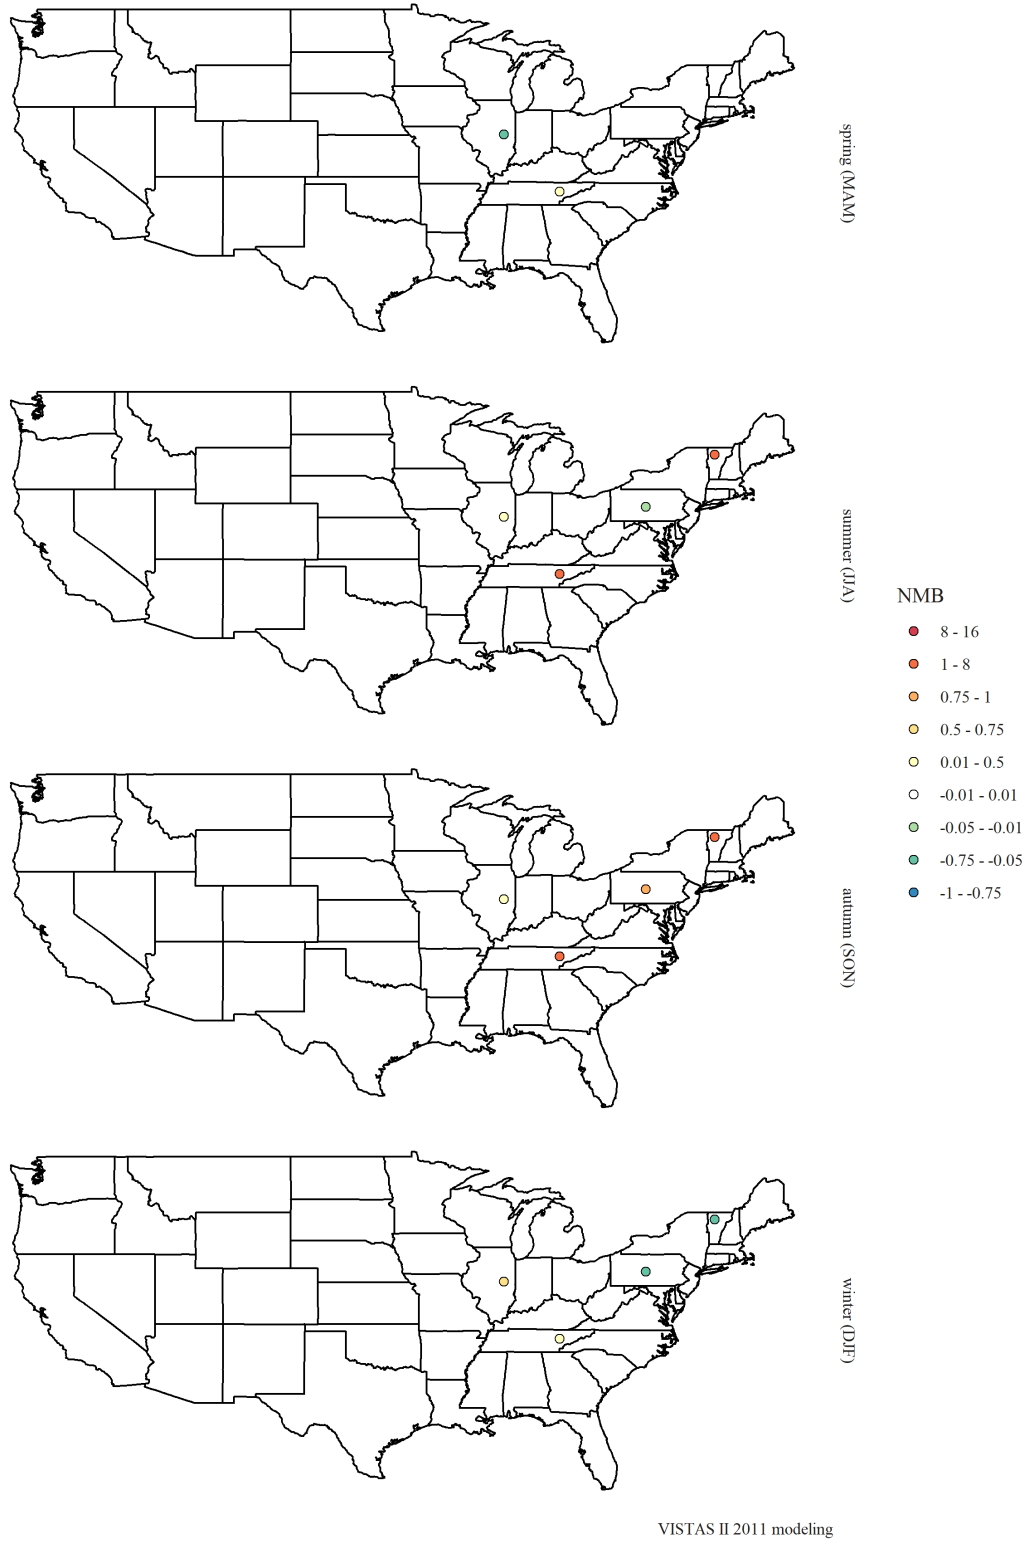 spring (MAM)
summer (JJA)
autumn (SON)
winter (DJF)
NMB
8 - 16
1 - 8
0.75 - 1
0.5 - 0.75
0.01 - 0.5
-0.01 - 0.01
-0.05 - -0.01
-0.75 - -0.05
-1 - -0.75
VISTAS II 2011 modeling